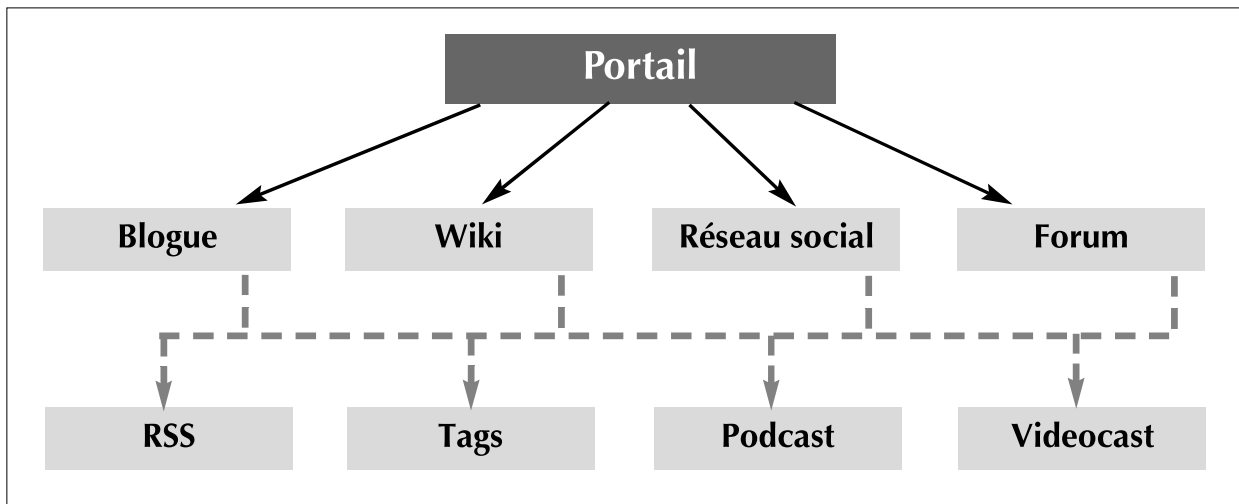 Portail
Blogue
Wiki
Réseau social
Forum
RSS
Tags
Podcast
Videocast